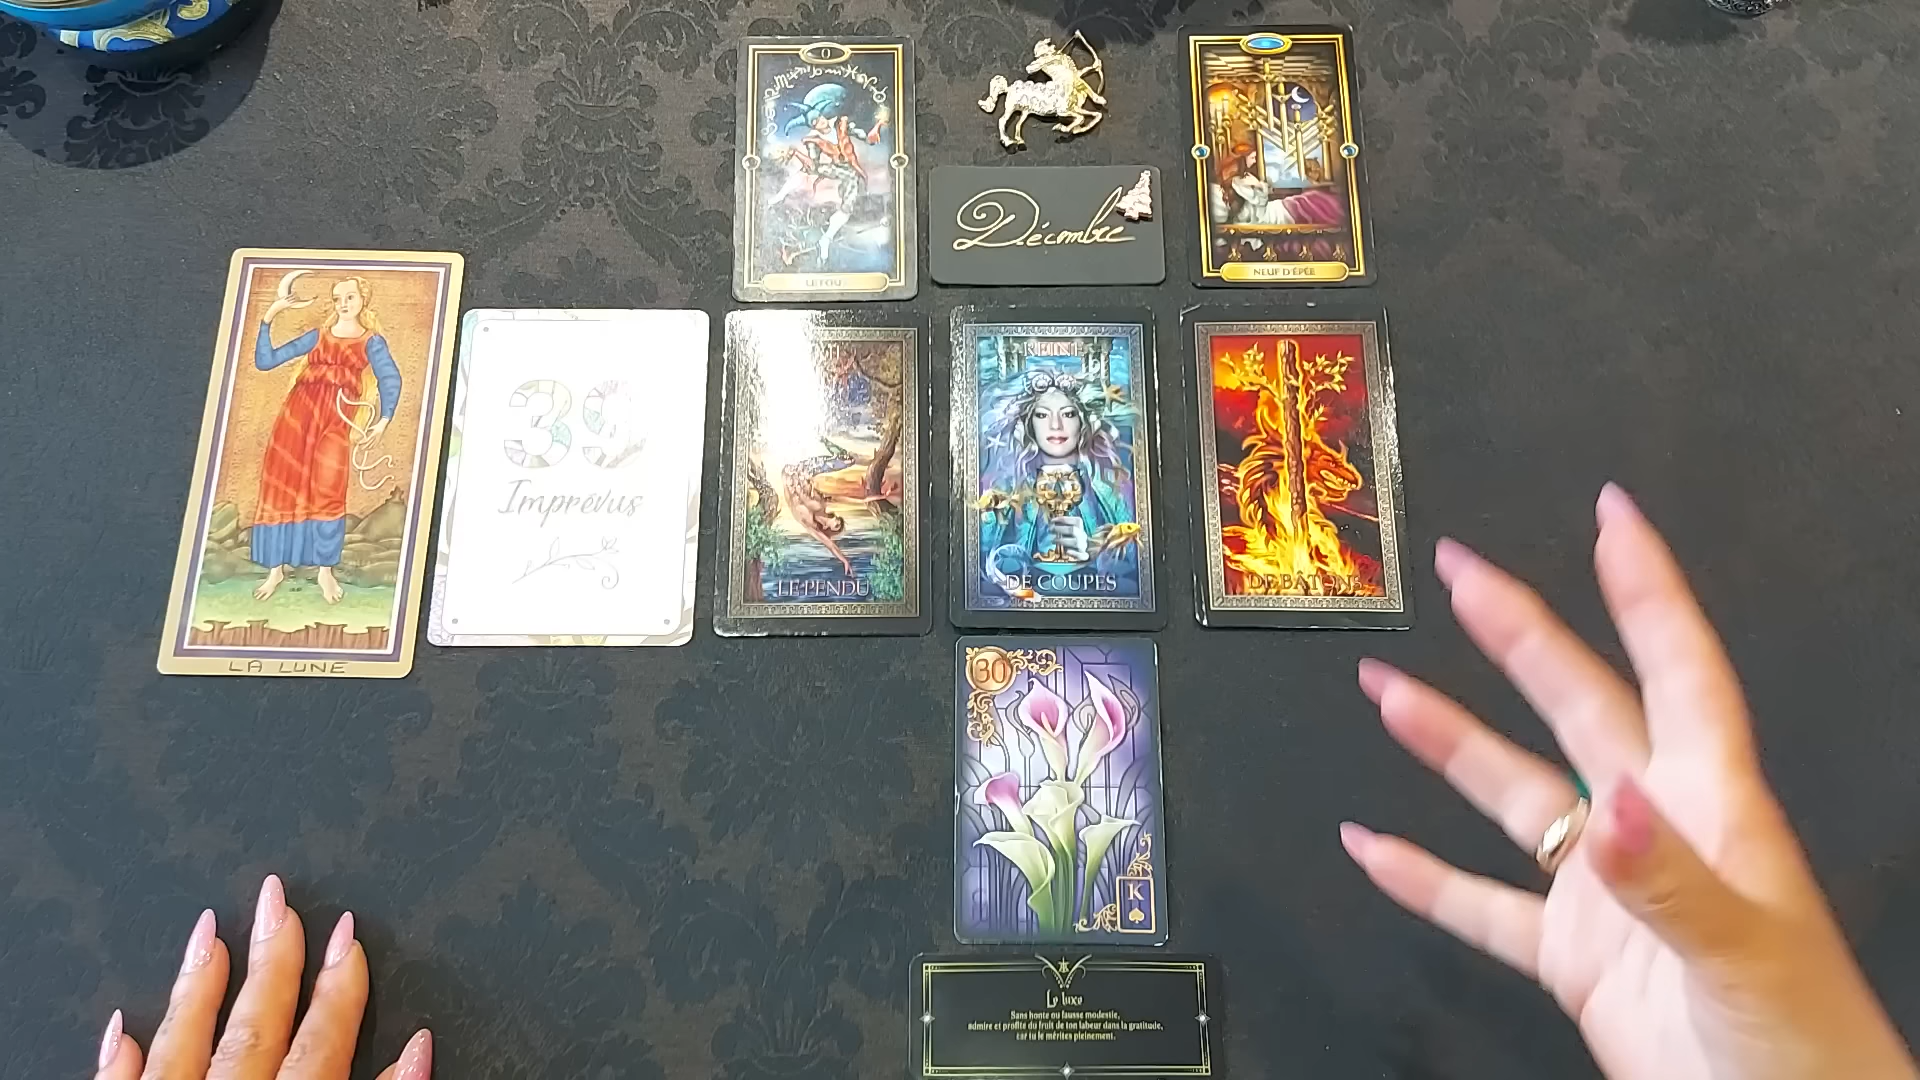 0
LE FOU
Décembre
NEUF D'ÉPÉE
LA LUNE
39
Imprévus
LE PENDU
REINE
DE COUPES
DE BÂTONS
30
K
Le luxe
Sans honte ou fausse modestie,
admire et profite du fruit de ton labeur dans la gratitude,
car tu le mérites pleinement.